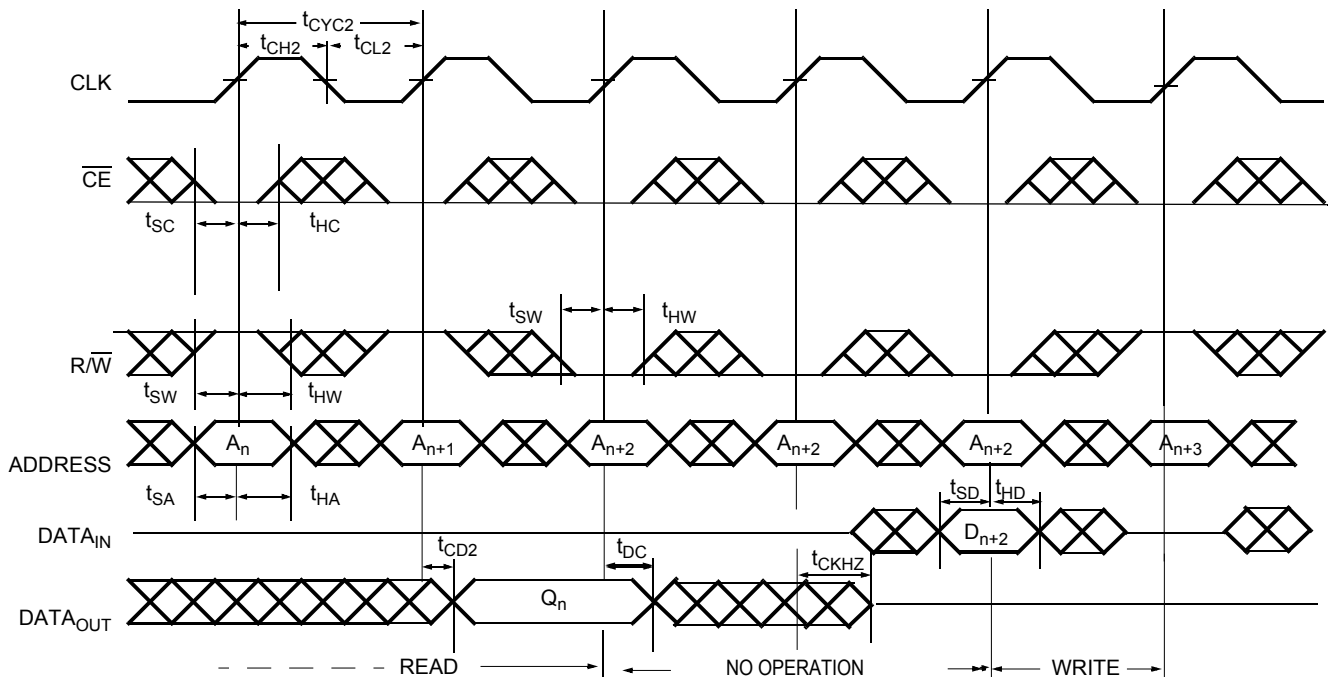 tCYC2
tCH2 tCL2
CLK
CE
tSC tHC
tSW tHW
R/W
tSW tHW
An An+1 An+2 An+2 An+2 An+3
ADDRESS
tSA tHA tSD tHD
DATAIN Dn+2
tCD2 tDC tCKHZ
Qn
DATAOUT
READ NO OPERATION WRITE